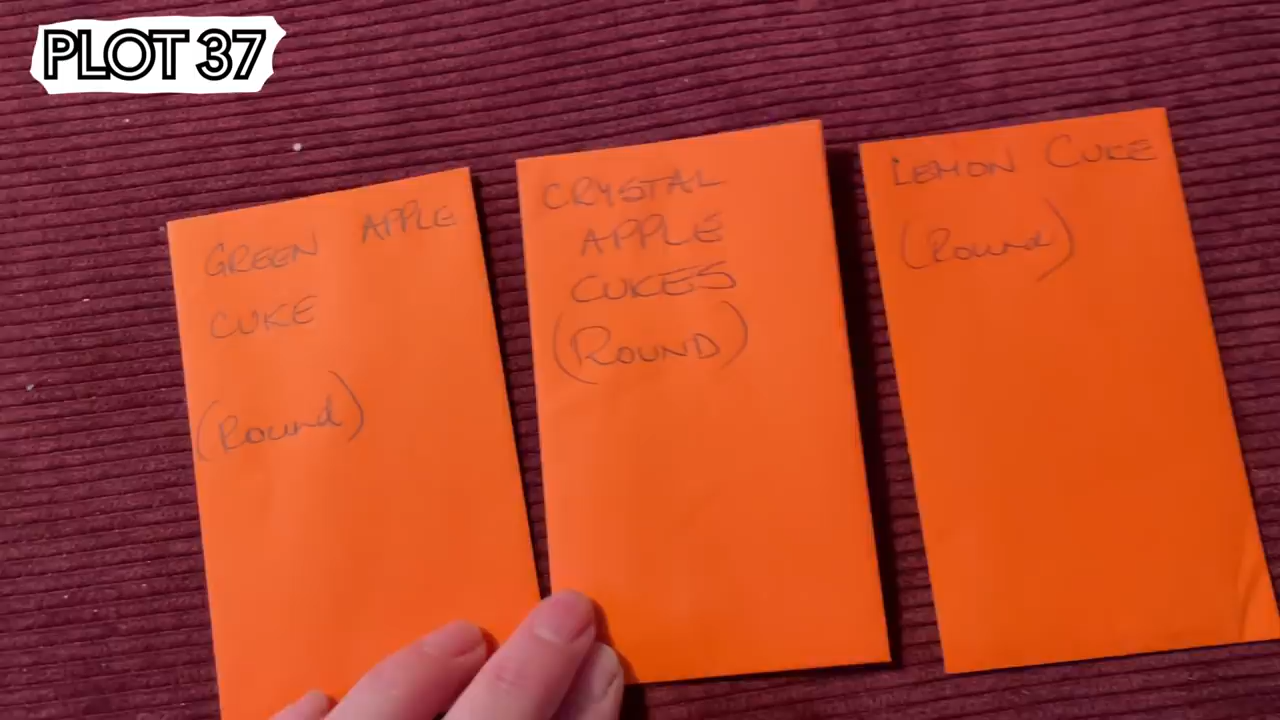 PLOT 37
GREEN APPLE
CUKE
(Round)
CRYSTAL
APPLE
CUKES
(ROUND)
LEMON CUKE
(Round)